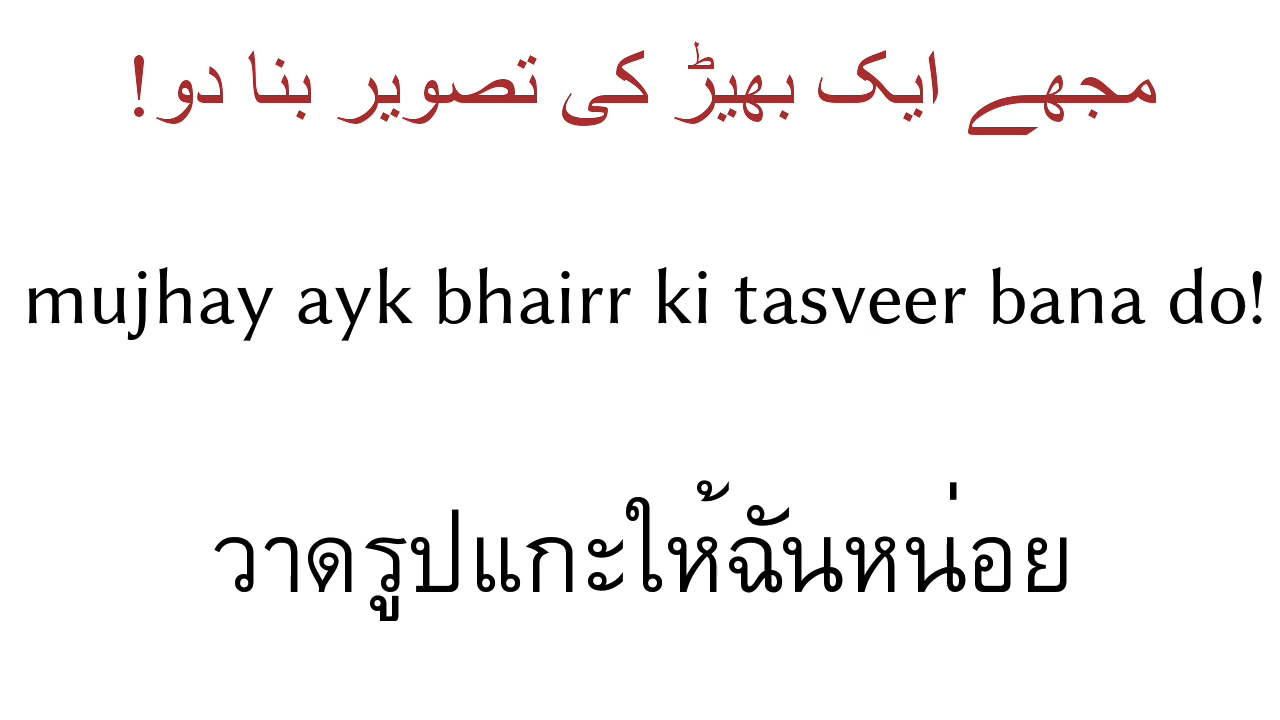 مجھے ایک بھیڑ کی تصویر بنا دو!
mujhay ayk bhairr ki tasveer bana do!
วาดรูปแกะให้ฉันหน่อย